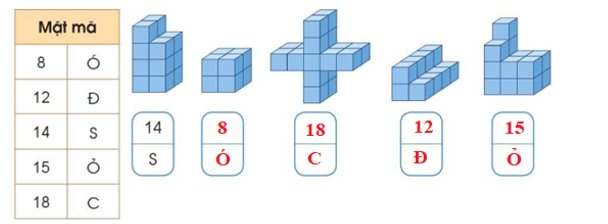 Mật mã
8 Ó
12 Đ
14 S
15 Ỏ
18 C
14 8 18 12 15
S Ó C Đ Ỏ